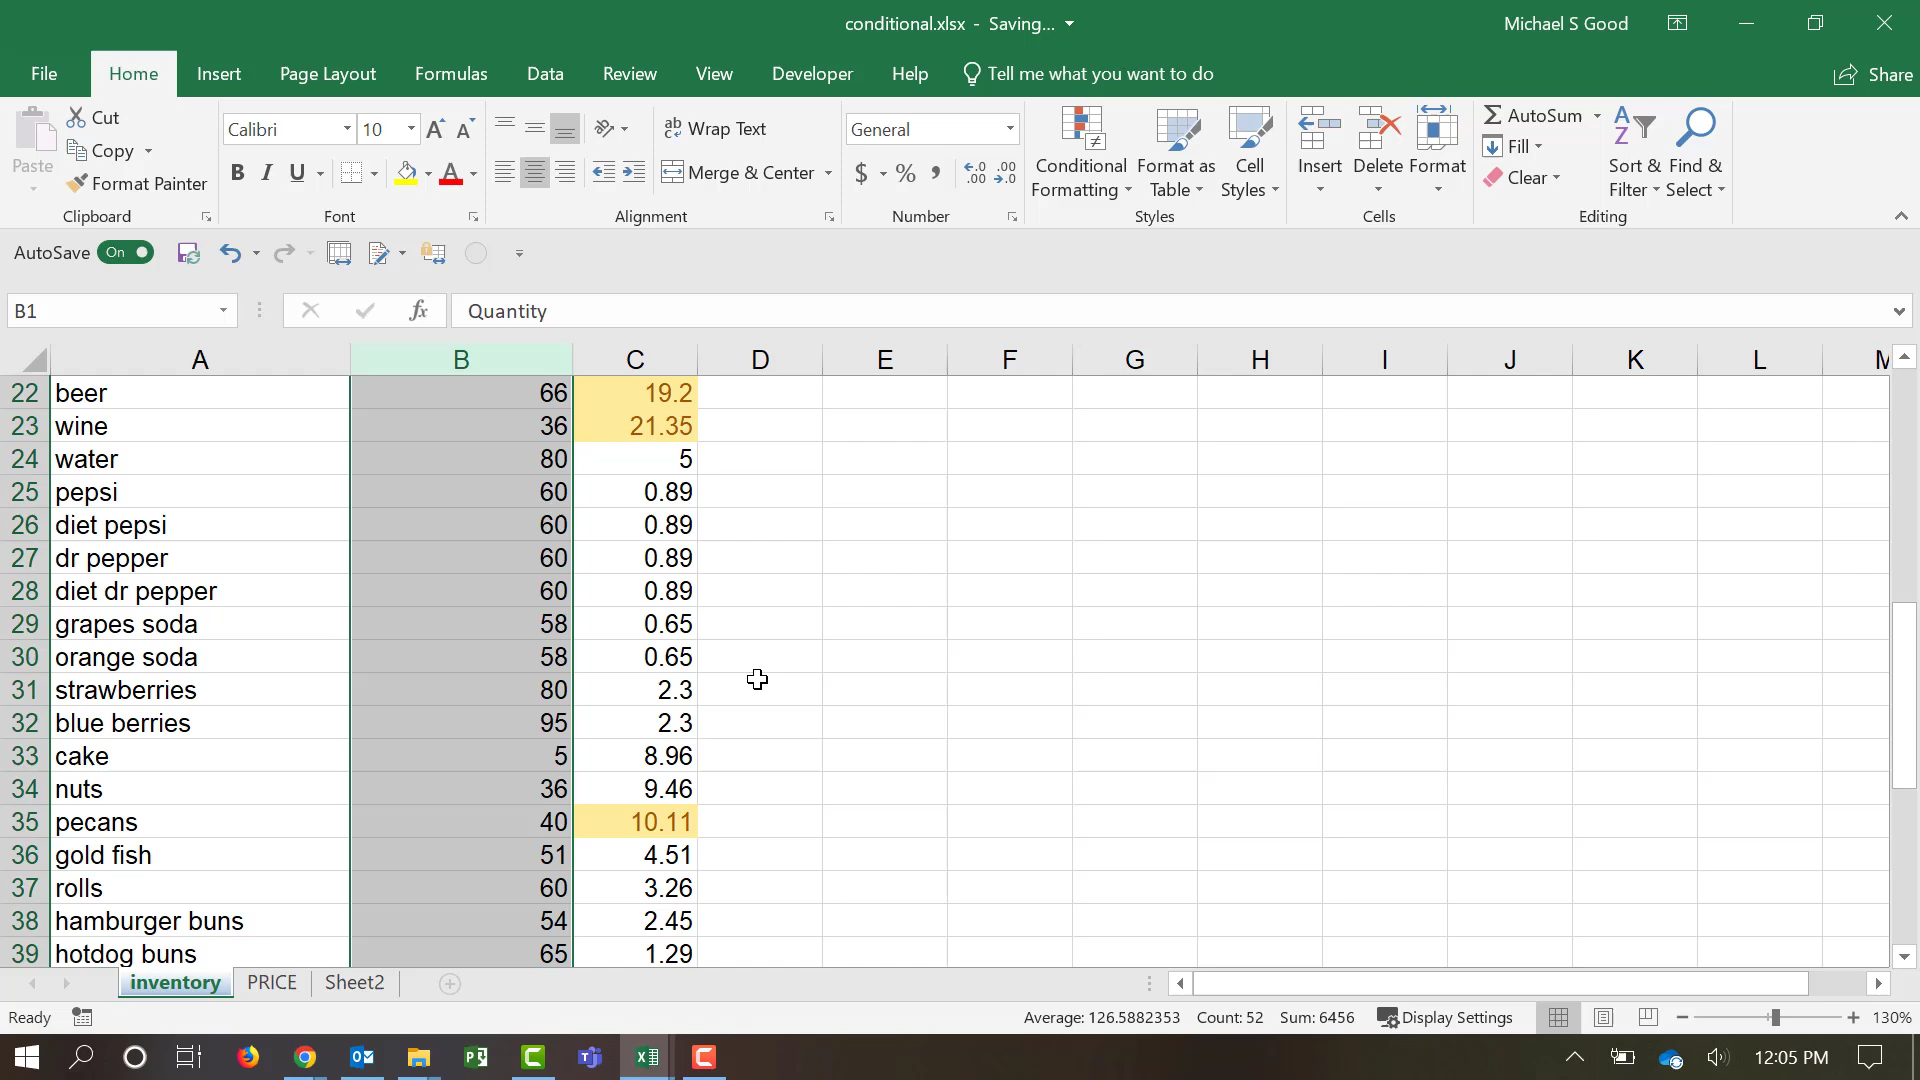 conditional.xlsx - Saving...
Michael S Good
File Home Insert Page Layout Formulas Data Review View Developer Help Tell me what you want to do Share
Paste
Cut
Copy
Format Painter
Clipboard
Calibri 10
B I U
Font
Wrap Text
Merge & Center
Alignment
General
$ % ,
Number
Conditional Formatting
Format as Table
Cell Styles
Styles
Insert Delete Format
Cells
AutoSum
Fill
Clear
Sort & Filter
Find & Select
Editing
AutoSave On
B1 fx Quantity
A B C D E F G H I J K L M
22 beer 66 19.2
23 wine 36 21.35
24 water 80 5
25 pepsi 60 0.89
26 diet pepsi 60 0.89
27 dr pepper 60 0.89
28 diet dr pepper 60 0.89
29 grapes soda 58 0.65
30 orange soda 58 0.65
31 strawberries 80 2.3
32 blue berries 95 2.3
33 cake 5 8.96
34 nuts 36 9.46
35 pecans 40 10.11
36 gold fish 51 4.51
37 rolls 60 3.26
38 hamburger buns 54 2.45
39 hotdog buns 65 1.29
inventory PRICE Sheet2
Ready Average: 126.5882353 Count: 52 Sum: 6456 Display Settings 130%
12:05 PM